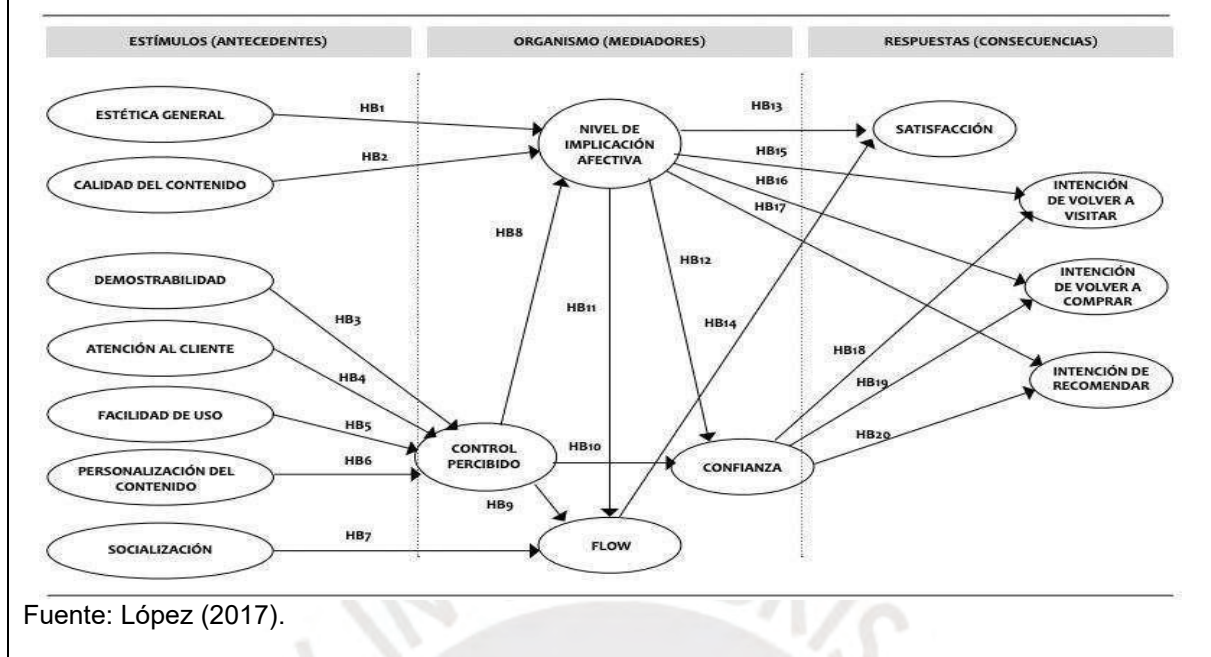 ESTÍMULOS (ANTECEDENTES)
ORGANISMO (MEDIADORES)
RESPUESTAS (CONSECUENCIAS)
ESTÉTICA GENERAL
HB1
NIVEL DE
IMPLICACIÓN
AFECTIVA
HB13
SATISFACCIÓN
CALIDAD DEL CONTENIDO
HB2
HB15
HB16
HB17
INTENCIÓN
DE VOLVER A
VISITAR
HB8
HB12
DEMOSTRABILIDAD
HB3
HB11
HB14
INTENCIÓN
DE VOLVER A
COMPRAR
ATENCIÓN AL CLIENTE
HB4
HB18
HB19
INTENCIÓN DE
RECOMENDAR
FACILIDAD DE USO
HB5
HB20
PERSONALIZACIÓN DEL
CONTENIDO
HB6
CONTROL
PERCIBIDO
HB10
CONFIANZA
HB9
SOCIALIZACIÓN
HB7
FLOW
Fuente: López (2017).